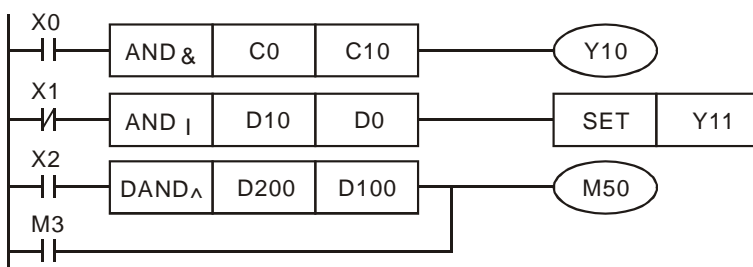 X0
AND & C0 C10 Y10
X1
AND | D10 D0 SET Y11
X2
DAND ^ D200 D100 M50
M3